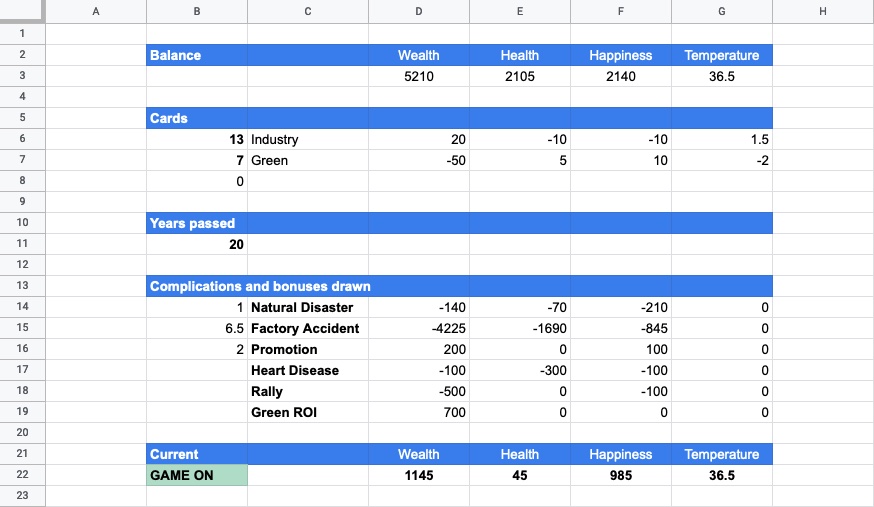 A B C D E F G H
1
2 Balance Wealth Health Happiness Temperature
3 5210 2105 2140 36.5
4
5 Cards
6 13 Industry 20 -10 -10 1.5
7 7 Green -50 5 10 -2
8 0
9
10 Years passed
11 20
12
13 Complications and bonuses drawn
14 1 Natural Disaster -140 -70 -210 0
15 6.5 Factory Accident -4225 -1690 -845 0
16 2 Promotion 200 0 100 0
17 Heart Disease -100 -300 -100 0
18 Rally -500 0 -100 0
19 Green ROI 700 0 0 0
20
21 Current Wealth Health Happiness Temperature
22 GAME ON 1145 45 985 36.5
23